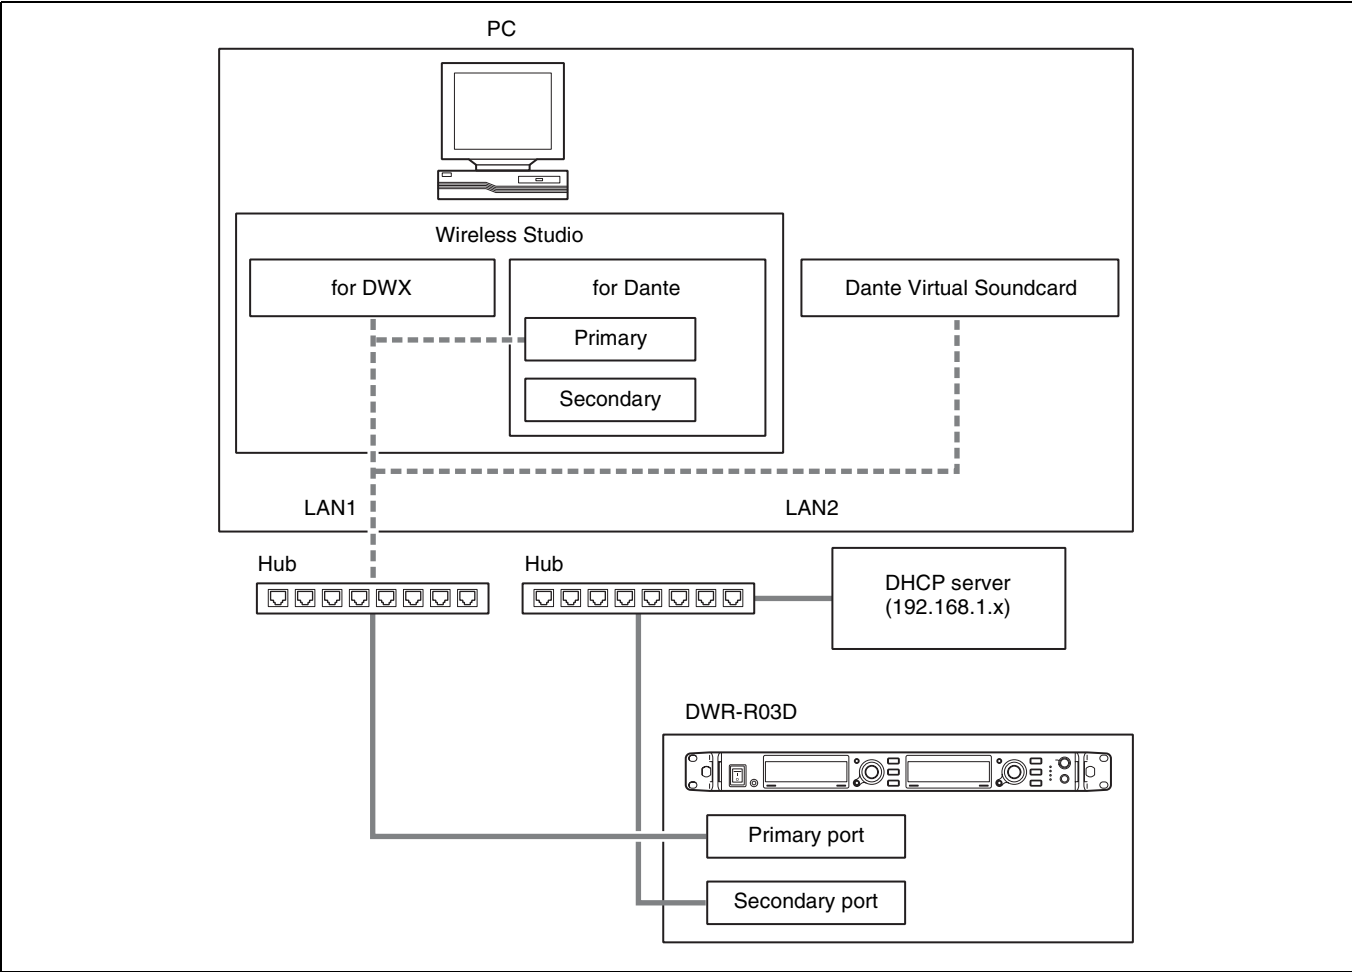 PC
Wireless Studio
for DWX
for Dante
Dante Virtual Soundcard
Primary
Secondary
LAN1
LAN2
Hub
Hub
DHCP server
(192.168.1.x)
DWR-R03D
Primary port
Secondary port